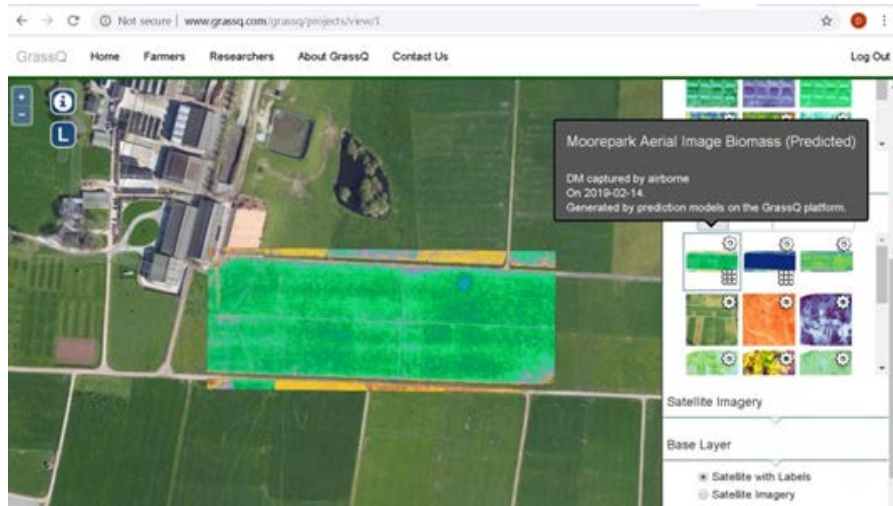 Not secure | www.grassq.com/grassq/projects/view/1
D
GrassQ Home Farmers Researchers About GrassQ Contact Us Log Out
+
-
i
L
Moorepark Aerial Image Biomass (Predicted)
DM captured by airborne
On 2019-02-14.
Generated by prediction models on the GrassQ platform.
Satellite Imagery
Base Layer
Satellite with Labels
Satellite Imagery